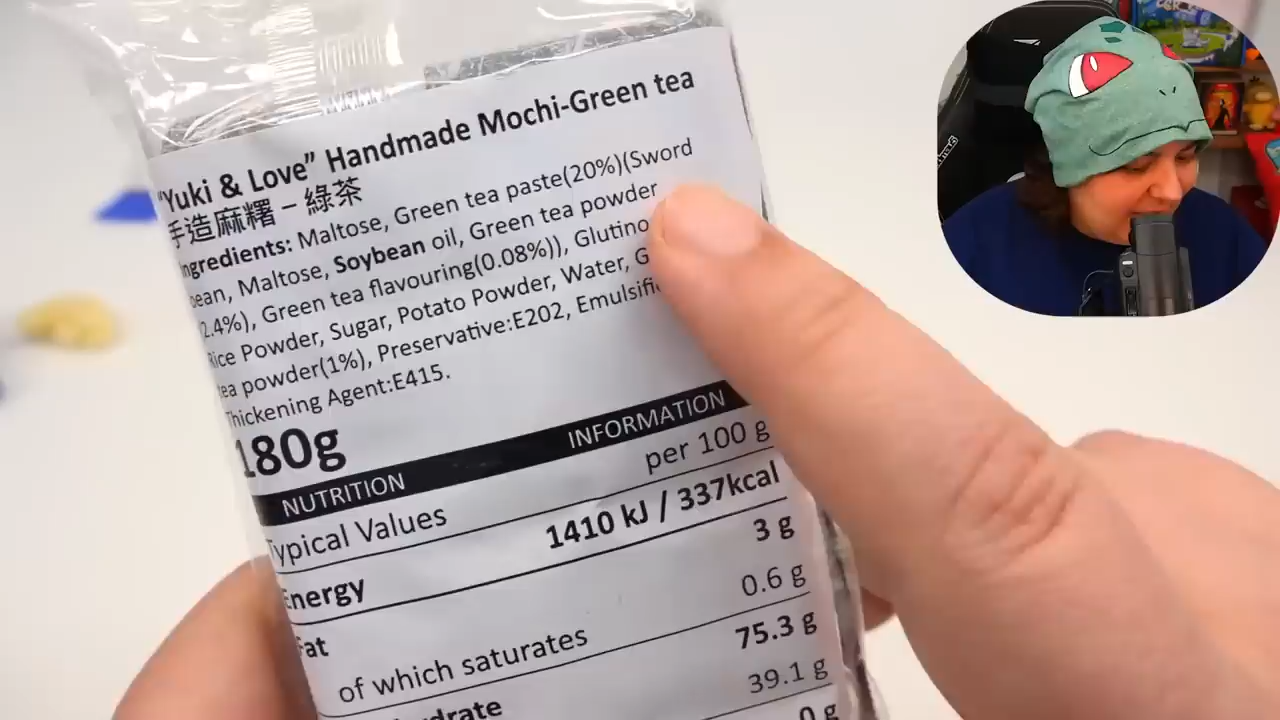 "Yuki & Love" Handmade Mochi-Green tea
手造麻糬 – 綠茶
Ingredients: Maltose, Green tea paste(20%)(Sword
bean, Maltose, Soybean oil, Green tea powder
(2.4%), Green tea flavouring(0.08%)), Glutino
Rice Powder, Sugar, Potato Powder, Water, G
tea powder(1%), Preservative:E202, Emulsifi
Thickening Agent:E415.
180g
NUTRITION INFORMATION
Typical Values per 100 g
Energy 1410 kJ / 337kcal
Fat 3 g
of which saturates 0.6 g
hydrate 75.3 g
39.1 g
0 g